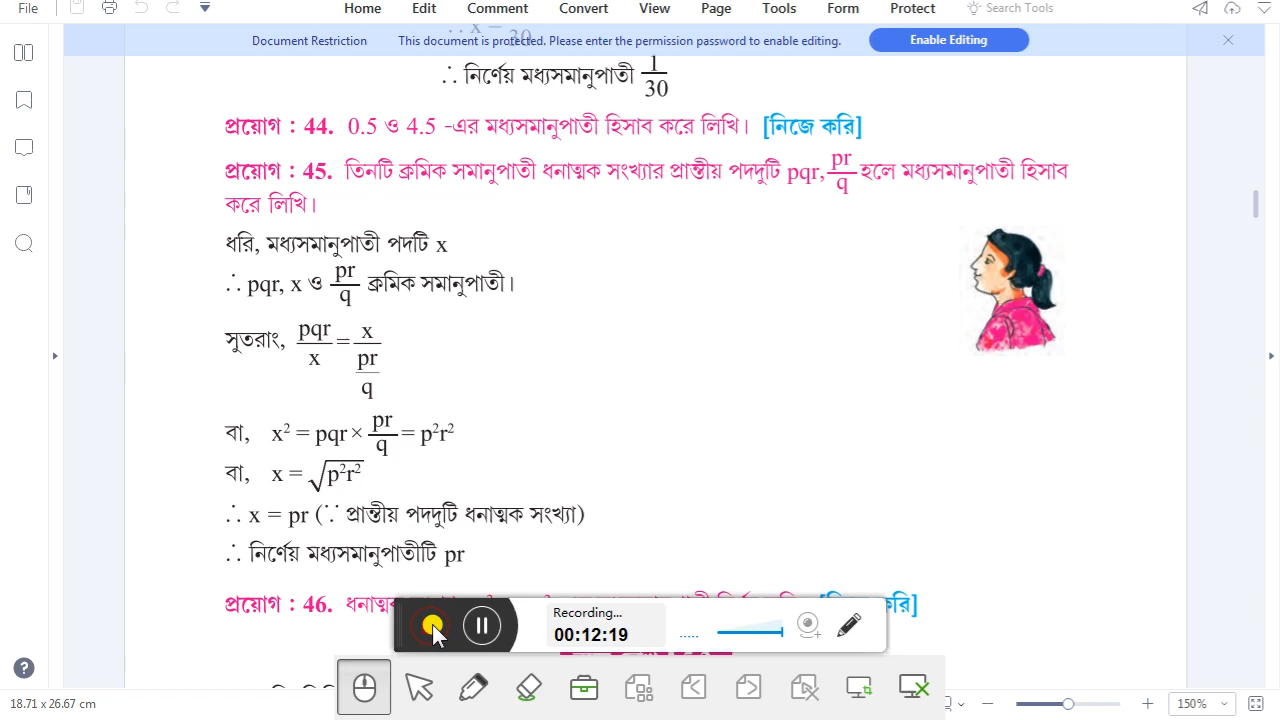 File Home Edit Comment Convert View Page Tools Form Protect Search Tools
∴ x = 30
Document Restriction This document is protected. Please enter the permission password to enable editing. Enable Editing
∴ নির্ণেয় মধ্যসমানুপাতী 1/30
প্রয়োগ : 44. 0.5 ও 4.5 -এর মধ্যসমানুপাতী হিসাব করে লিখি। [নিজে করি]
প্রয়োগ : 45. তিনটি ক্রমিক সমানুপাতী ধনাত্মক সংখ্যার প্রান্তীয় পদদুটি pqr, pr/q হলে মধ্যসমানুপাতী হিসাব
করে লিখি।
ধরি, মধ্যসমানুপাতী পদটি x
∴ pqr, x ও pr/q ক্রমিক সমানুপাতী।
সুতরাং, pqr/x = x/(pr/q)
বা, x² = pqr × pr/q = p²r²
বা, x = √p²r²
∴ x = pr (∵ প্রান্তীয় পদদুটি ধনাত্মক সংখ্যা)
∴ নির্ণেয় মধ্যসমানুপাতীটি pr
প্রয়োগ : 46.
Recording...
00:12:19
18.71 x 26.67 cm 150%